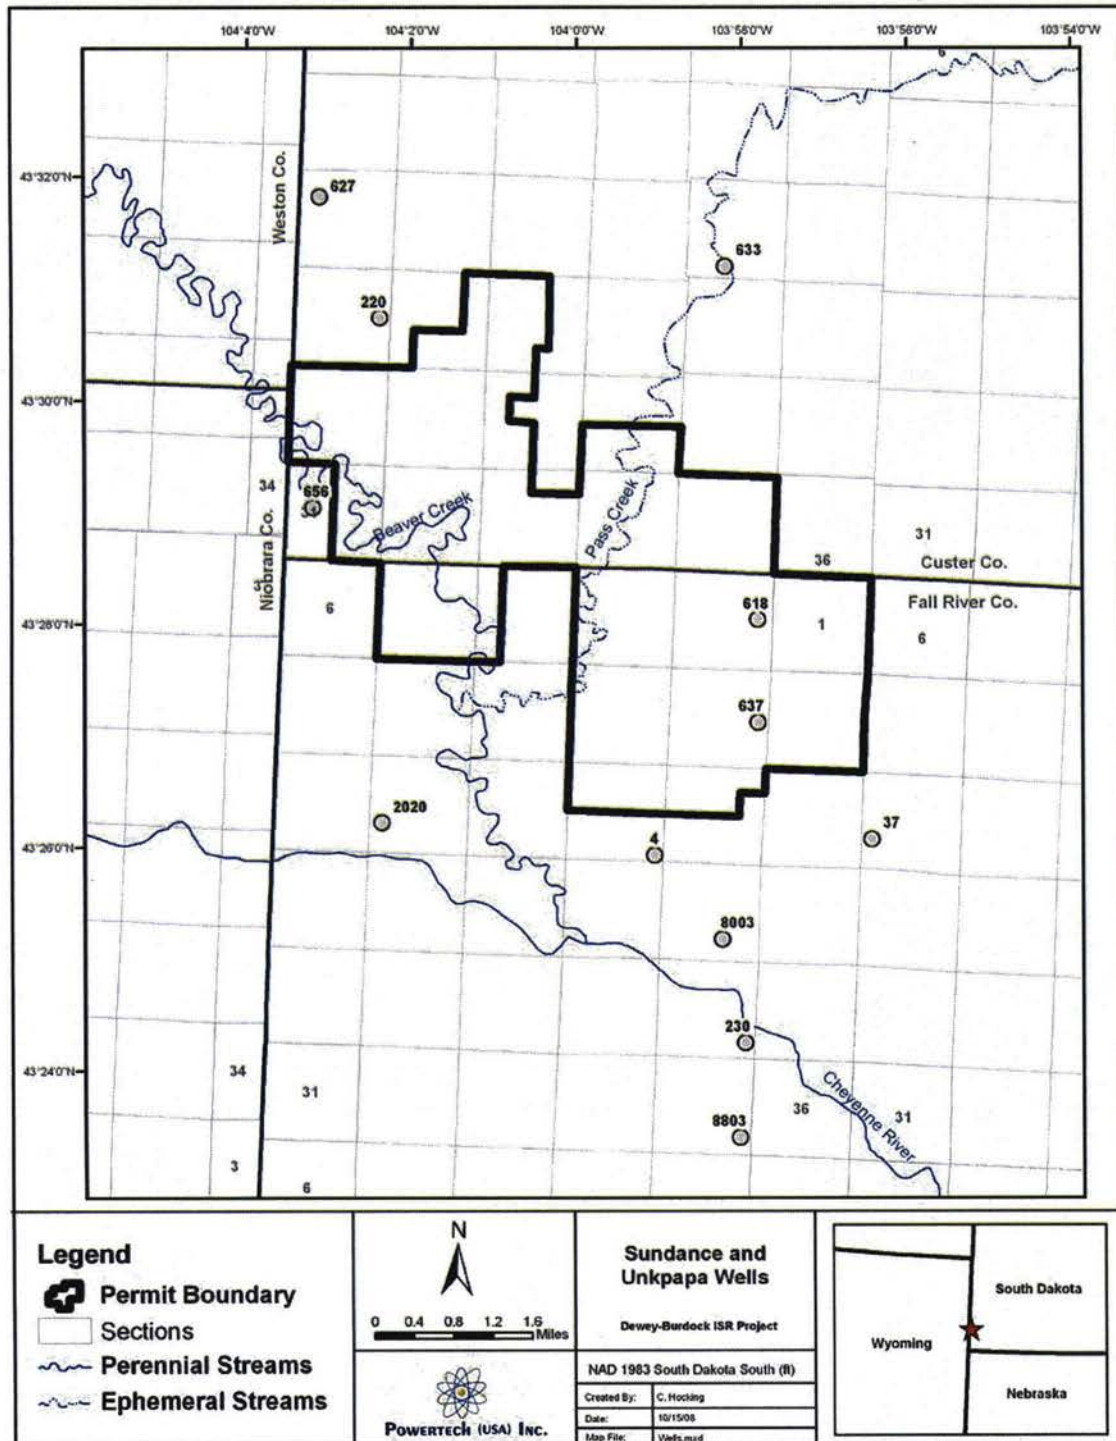 104°4'0"W
104°2'0"W
104°0'0"W
103°58'0"W
103°56'0"W
103°54'0"W
6
43°32'0"N
Weston Co.
627
633
220
43°30'0"N
34
656
31
Beaver Creek
Pass Creek
31
36
Custer Co.
Niobrara Co.
6
618
1
Fall River Co.
6
43°28'0"N
637
2020
4
37
43°26'0"N
8003
230
43°24'0"N
34
31
Cheyenne River
36
31
8803
3
6
Legend
Permit Boundary
Sections
Perennial Streams
Ephemeral Streams
N
0 0.4 0.8 1.2 1.6
Miles
POWERTECH (USA) INC.
Sundance and
Unkpapa Wells
Dewey-Burdock ISR Project
NAD 1983 South Dakota South (ft)
Created By: C. Hocking
Date: 10/15/08
Map File: Wells.mxd
South Dakota
Wyoming
Nebraska